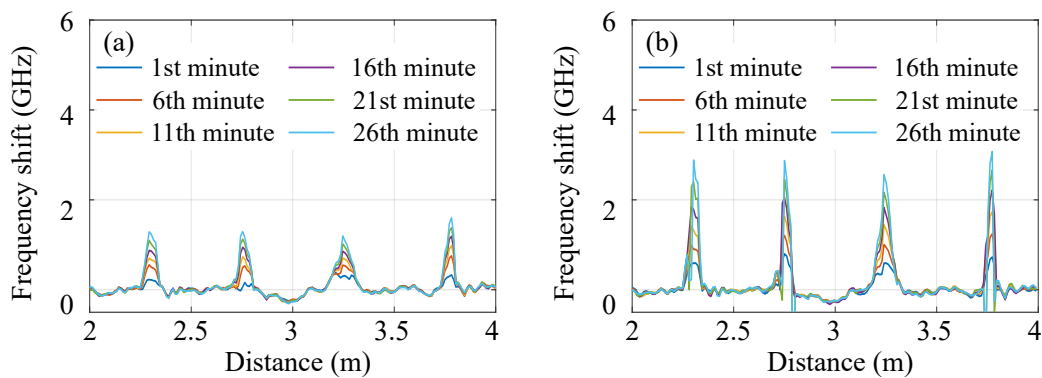 (a)
1st minute 16th minute
6th minute 21st minute
11th minute 26th minute
Frequency shift (GHz)
6
4
2
0
2 2.5 3 3.5 4
Distance (m)
(b)
1st minute 16th minute
6th minute 21st minute
11th minute 26th minute
Frequency shift (GHz)
6
4
2
0
2 2.5 3 3.5 4
Distance (m)